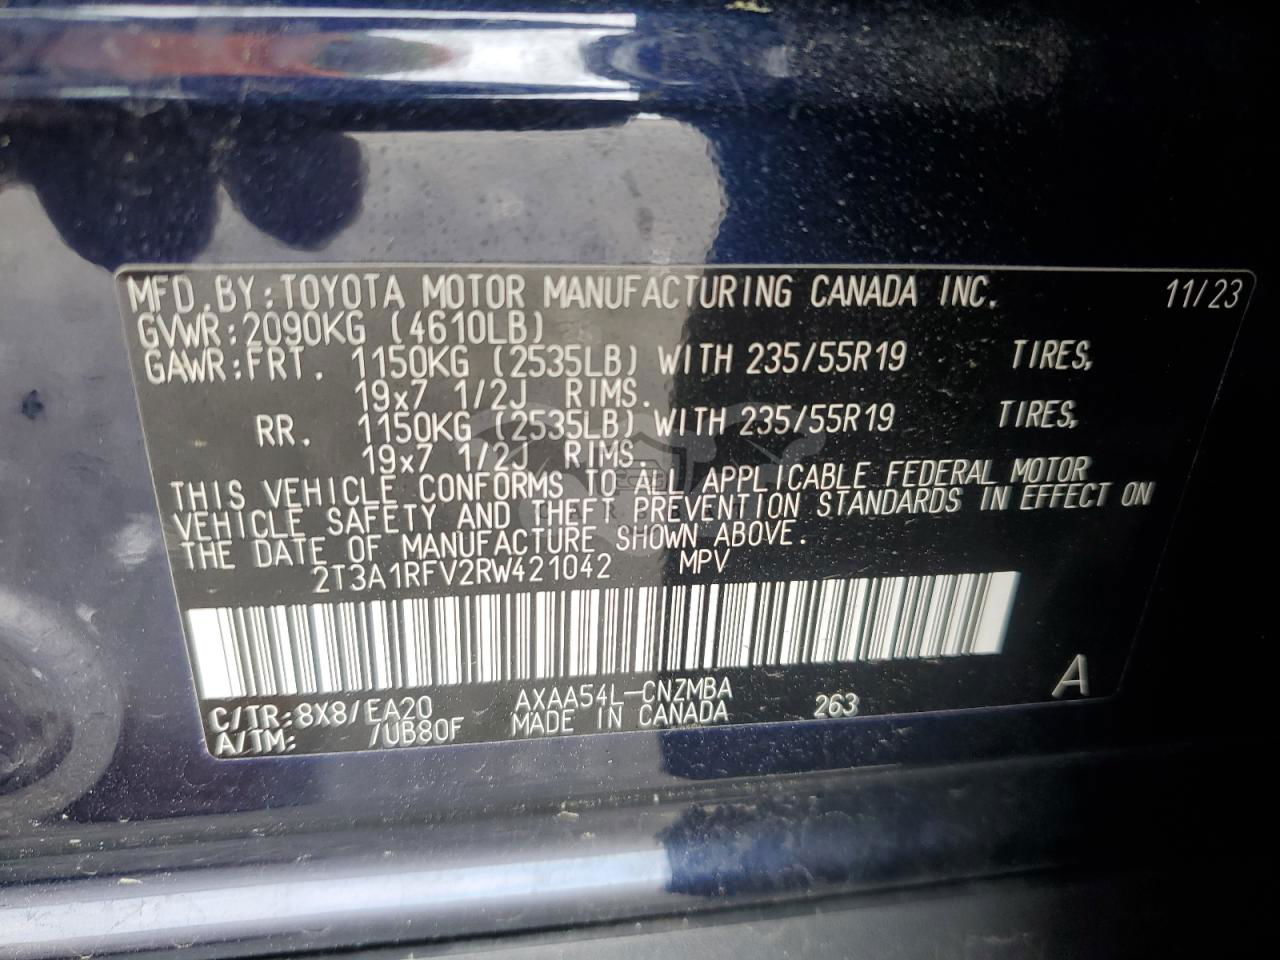 MFD.BY:TOYOTA MOTOR MANUFACTURING CANADA INC. 11/23
GVWR:2090KG (4610LB)
GAWR:FRT. 1150KG (2535LB) WITH 235/55R19 TIRES,
19x7 1/2J RIMS.
RR. 1150KG (2535LB) WITH 235/55R19 TIRES,
19x7 1/2J RIMS.
THIS VEHICLE CONFORMS TO ALL APPLICABLE FEDERAL MOTOR
VEHICLE SAFETY AND THEFT PREVENTION STANDARDS IN EFFECT ON
THE DATE OF MANUFACTURE SHOWN ABOVE.
2T3A1RFV2RW421042 MPV
C/TR:8X8/EA20 AXAA54L-CNZMBA 263 A
A/TM: /UB80F MADE IN CANADA